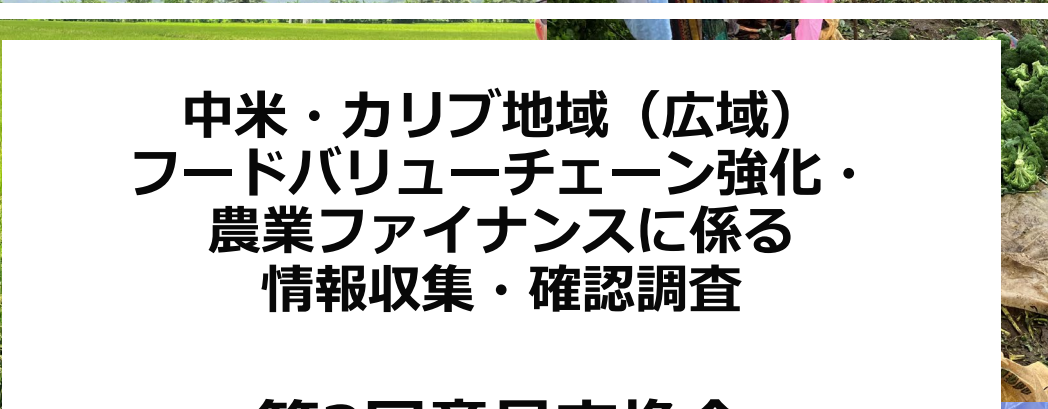 中米・カリブ地域（広域）
フードバリューチェーン強化・
農業ファイナンスに係る
情報収集・確認調査